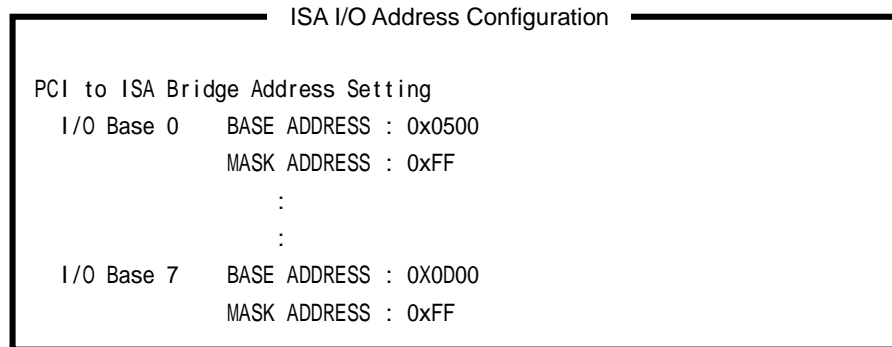 ISA I/O Address Configuration
PCI to ISA Bridge Address Setting
I/O Base 0 BASE ADDRESS : 0x0500
MASK ADDRESS : 0xFF
:
:
I/O Base 7 BASE ADDRESS : 0X0D00
MASK ADDRESS : 0xFF